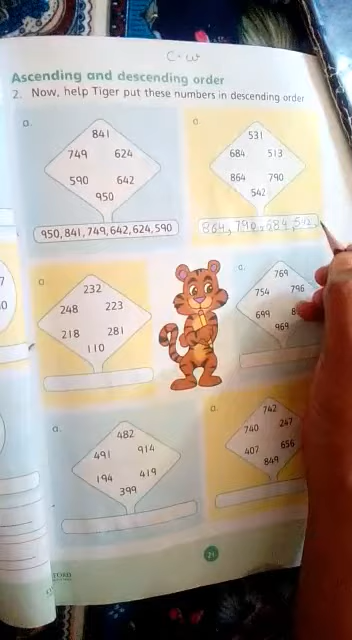 C-w
Ascending and descending order
2. Now, help Tiger put these numbers in descending order
a.
841
749 624
590 642
950
950,841,749,642,624,590
a.
531
684 513
864 790
542
864, 790, 684, 542,
a.
232
248 223
218 281
110
a.
769
754 796
699 8
969
a.
482
491 914
194 419
399
a.
742
740 247
407 656
849
21